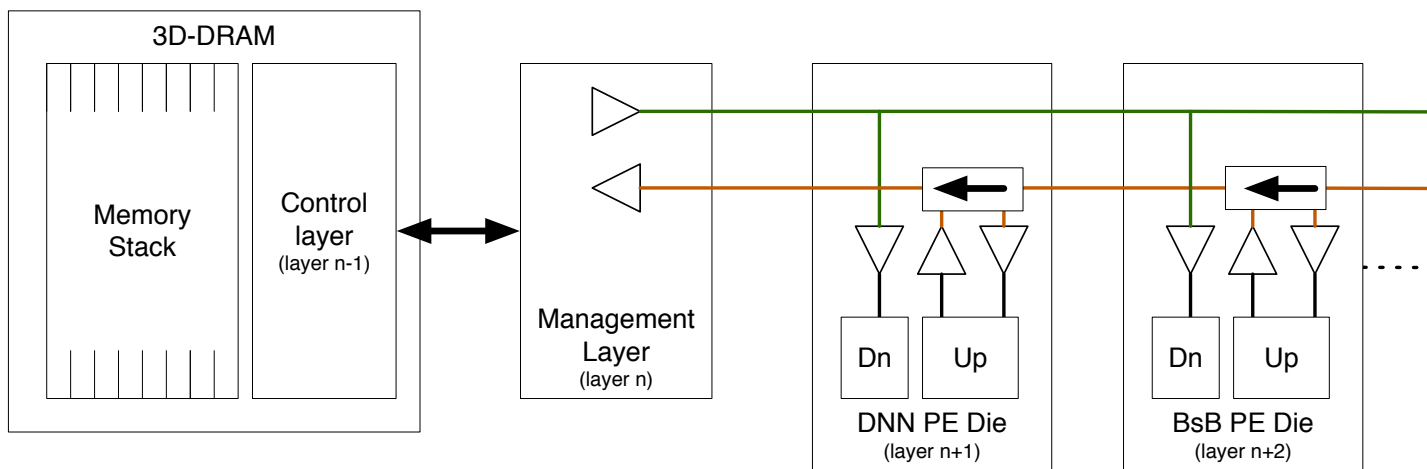 3D-DRAM
Memory
Stack
Control
layer
(layer n-1)
Management
Layer
(layer n)
Dn
Up
DNN PE Die
(layer n+1)
Dn
Up
BsB PE Die
(layer n+2)